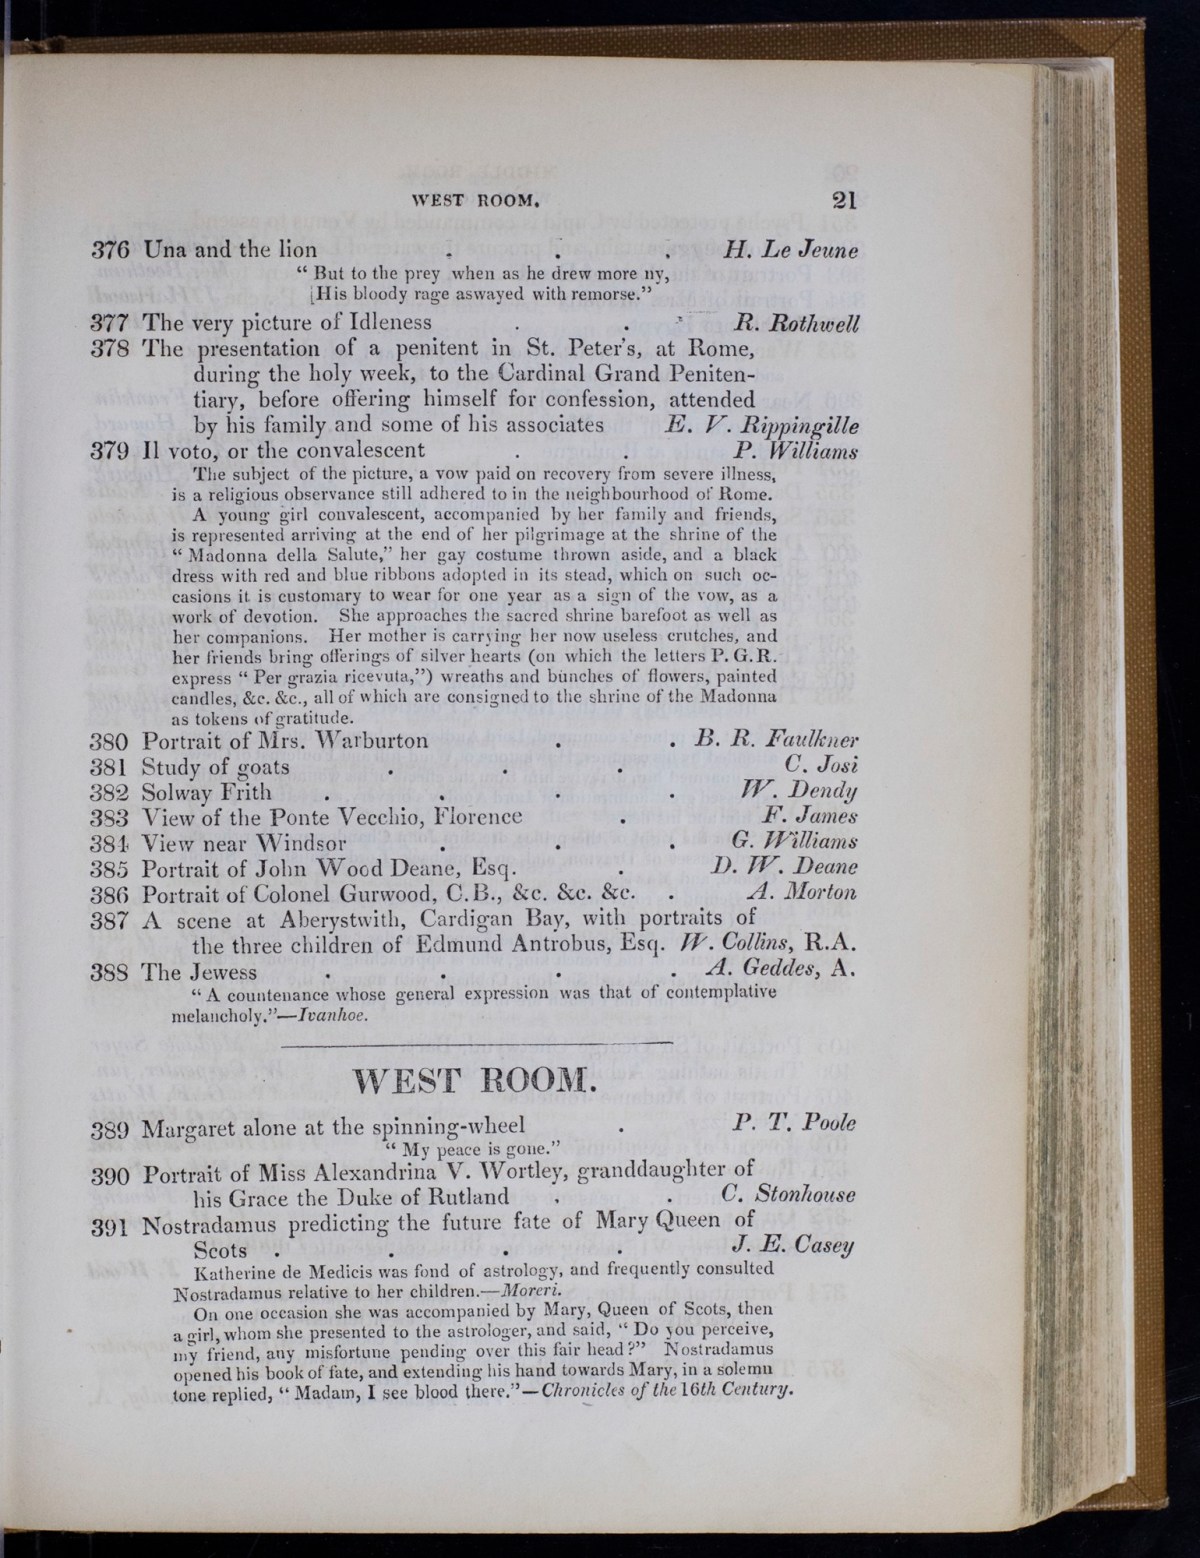 WEST ROOM. 21
376 Una and the lion . . . H. Le Jeune
“ But to the prey when as he drew more ny,
His bloody rage aswayed with remorse.”
377 The very picture of Idleness . . . R. Rothwell
378 The presentation of a penitent in St. Peter's, at Rome,
during the holy week, to the Cardinal Grand Peniten-
tiary, before offering himself for confession, attended
by his family and some of his associates E. V. Rippingille
379 Il voto, or the convalescent . . P. Williams
The subject of the picture, a vow paid on recovery from severe illness,
is a religious observance still adhered to in the neighbourhood of Rome.
A young girl convalescent, accompanied by her family and friends,
is represented arriving at the end of her pilgrimage at the shrine of the
“ Madonna della Salute,” her gay costume thrown aside, and a black
dress with red and blue ribbons adopted in its stead, which on such oc-
casions it is customary to wear for one year as a sign of the vow, as a
work of devotion. She approaches the sacred shrine barefoot as well as
her companions. Her mother is carrying her now useless crutches, and
her friends bring offerings of silver hearts (on which the letters P. G. R.
express “ Per grazia ricevuta,”) wreaths and bunches of flowers, painted
candles, &c. &c., all of which are consigned to the shrine of the Madonna
as tokens of gratitude.
380 Portrait of Mrs. Warburton . . B. R. Faulkner
381 Study of goats . . . C. Josi
382 Solway Frith . . . . W. Dendy
383 View of the Ponte Vecchio, Florence . F. James
384 View near Windsor . . . G. Williams
385 Portrait of John Wood Deane, Esq. . D. W. Deane
386 Portrait of Colonel Gurwood, C.B., &c. &c. &c. . A. Morton
387 A scene at Aberystwith, Cardigan Bay, with portraits of
the three children of Edmund Antrobus, Esq. W. Collins, R.A.
388 The Jewess . . . . A. Geddes, A.
“ A countenance whose general expression was that of contemplative
melancholy.”—Ivanhoe.
WEST ROOM.
389 Margaret alone at the spinning-wheel . P. T. Poole
“ My peace is gone.”
390 Portrait of Miss Alexandrina V. Wortley, granddaughter of
his Grace the Duke of Rutland . . C. Stonhouse
391 Nostradamus predicting the future fate of Mary Queen of
Scots . . . . J. E. Casey
Katherine de Medicis was fond of astrology, and frequently consulted
Nostradamus relative to her children.—Moreri.
On one occasion she was accompanied by Mary, Queen of Scots, then
a girl, whom she presented to the astrologer, and said, “ Do you perceive,
my friend, any misfortune pending over this fair head?” Nostradamus
opened his book of fate, and extending his hand towards Mary, in a solemn
tone replied, “ Madam, I see blood there.”—Chronicles of the 16th Century.